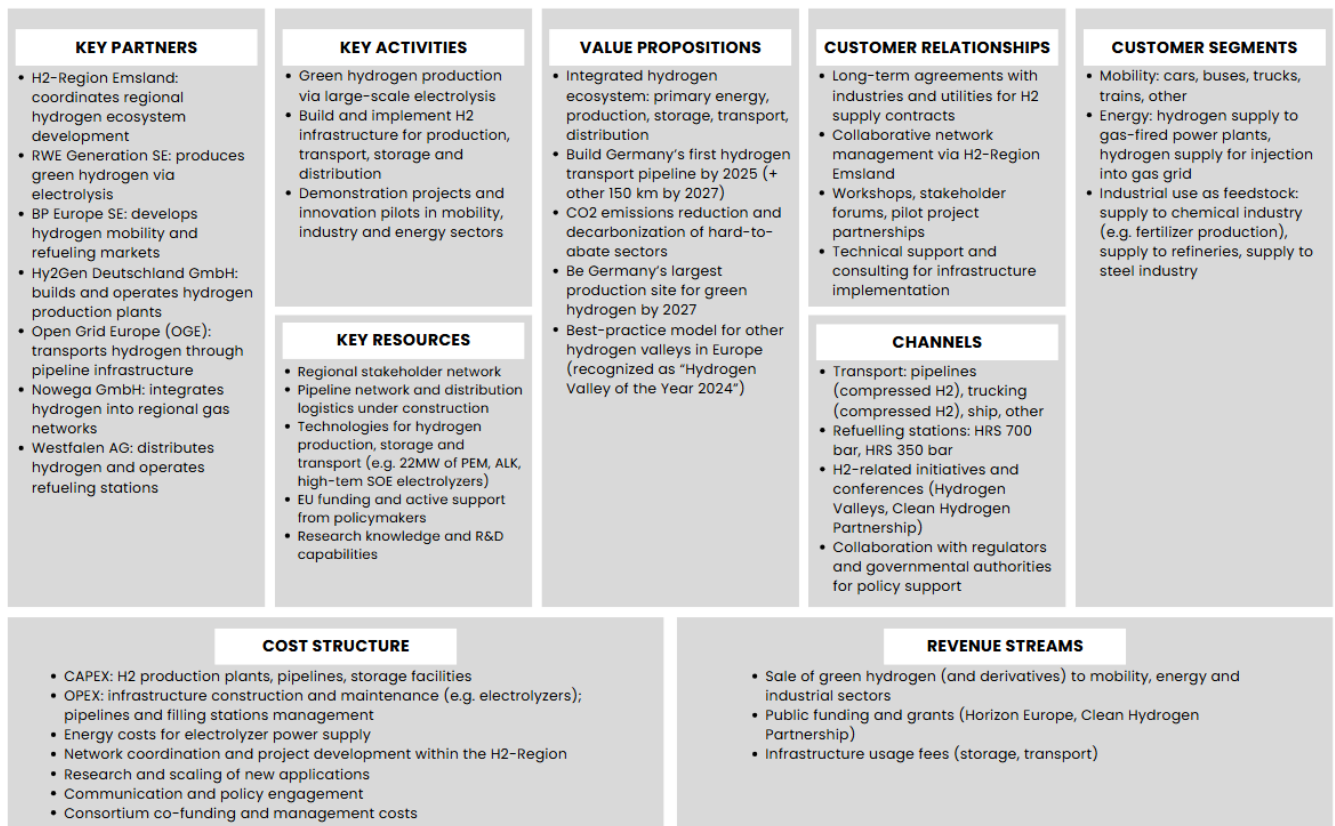 KEY PARTNERS
• H2-Region Emsland:
coordinates regional
hydrogen ecosystem
development
• RWE Generation SE: produces
green hydrogen via
electrolysis
• BP Europe SE: develops
hydrogen mobility and
refueling markets
• Hy2Gen Deutschland GmbH:
builds and operates hydrogen
production plants
• Open Grid Europe (OGE):
transports hydrogen through
pipeline infrastructure
• Nowega GmbH: integrates
hydrogen into regional gas
networks
• Westfalen AG: distributes
hydrogen and operates
refueling stations
KEY ACTIVITIES
• Green hydrogen production
via large-scale electrolysis
• Build and implement H2
infrastructure for production,
transport, storage and
distribution
• Demonstration projects and
innovation pilots in mobility,
industry and energy sectors
KEY RESOURCES
• Regional stakeholder network
• Pipeline network and distribution
logistics under construction
• Technologies for hydrogen
production, storage and
transport (e.g. 22MW of PEM, ALK,
high-tem SOE electrolyzers)
• EU funding and active support
from policymakers
• Research knowledge and R&D
capabilities
VALUE PROPOSITIONS
• Integrated hydrogen
ecosystem: primary energy,
production, storage, transport,
distribution
• Build Germany's first hydrogen
transport pipeline by 2025 (+
other 150 km by 2027)
• CO2 emissions reduction and
decarbonization of hard-to-
abate sectors
• Be Germany's largest
production site for green
hydrogen by 2027
• Best-practice model for other
hydrogen valleys in Europe
(recognized as “Hydrogen
Valley of the Year 2024”)
CUSTOMER RELATIONSHIPS
• Long-term agreements with
industries and utilities for H2
supply contracts
• Collaborative network
management via H2-Region
Emsland
• Workshops, stakeholder
forums, pilot project
partnerships
• Technical support and
consulting for infrastructure
implementation
CHANNELS
• Transport: pipelines
(compressed H2), trucking
(compressed H2), ship, other
• Refuelling stations: HRS 700
bar, HRS 350 bar
• H2-related initiatives and
conferences (Hydrogen
Valleys, Clean Hydrogen
Partnership)
• Collaboration with regulators
and governmental authorities
for policy support
CUSTOMER SEGMENTS
• Mobility: cars, buses, trucks,
trains, other
• Energy: hydrogen supply to
gas-fired power plants,
hydrogen supply for injection
into gas grid
• Industrial use as feedstock:
supply to chemical industry
(e.g. fertilizer production),
supply to refineries, supply to
steel industry
COST STRUCTURE
• CAPEX: H2 production plants, pipelines, storage facilities
• OPEX: infrastructure construction and maintenance (e.g. electrolyzers);
pipelines and filling stations management
• Energy costs for electrolyzer power supply
• Network coordination and project development within the H2-Region
• Research and scaling of new applications
• Communication and policy engagement
• Consortium co-funding and management costs
REVENUE STREAMS
• Sale of green hydrogen (and derivatives) to mobility, energy and
industrial sectors
• Public funding and grants (Horizon Europe, Clean Hydrogen
Partnership)
• Infrastructure usage fees (storage, transport)